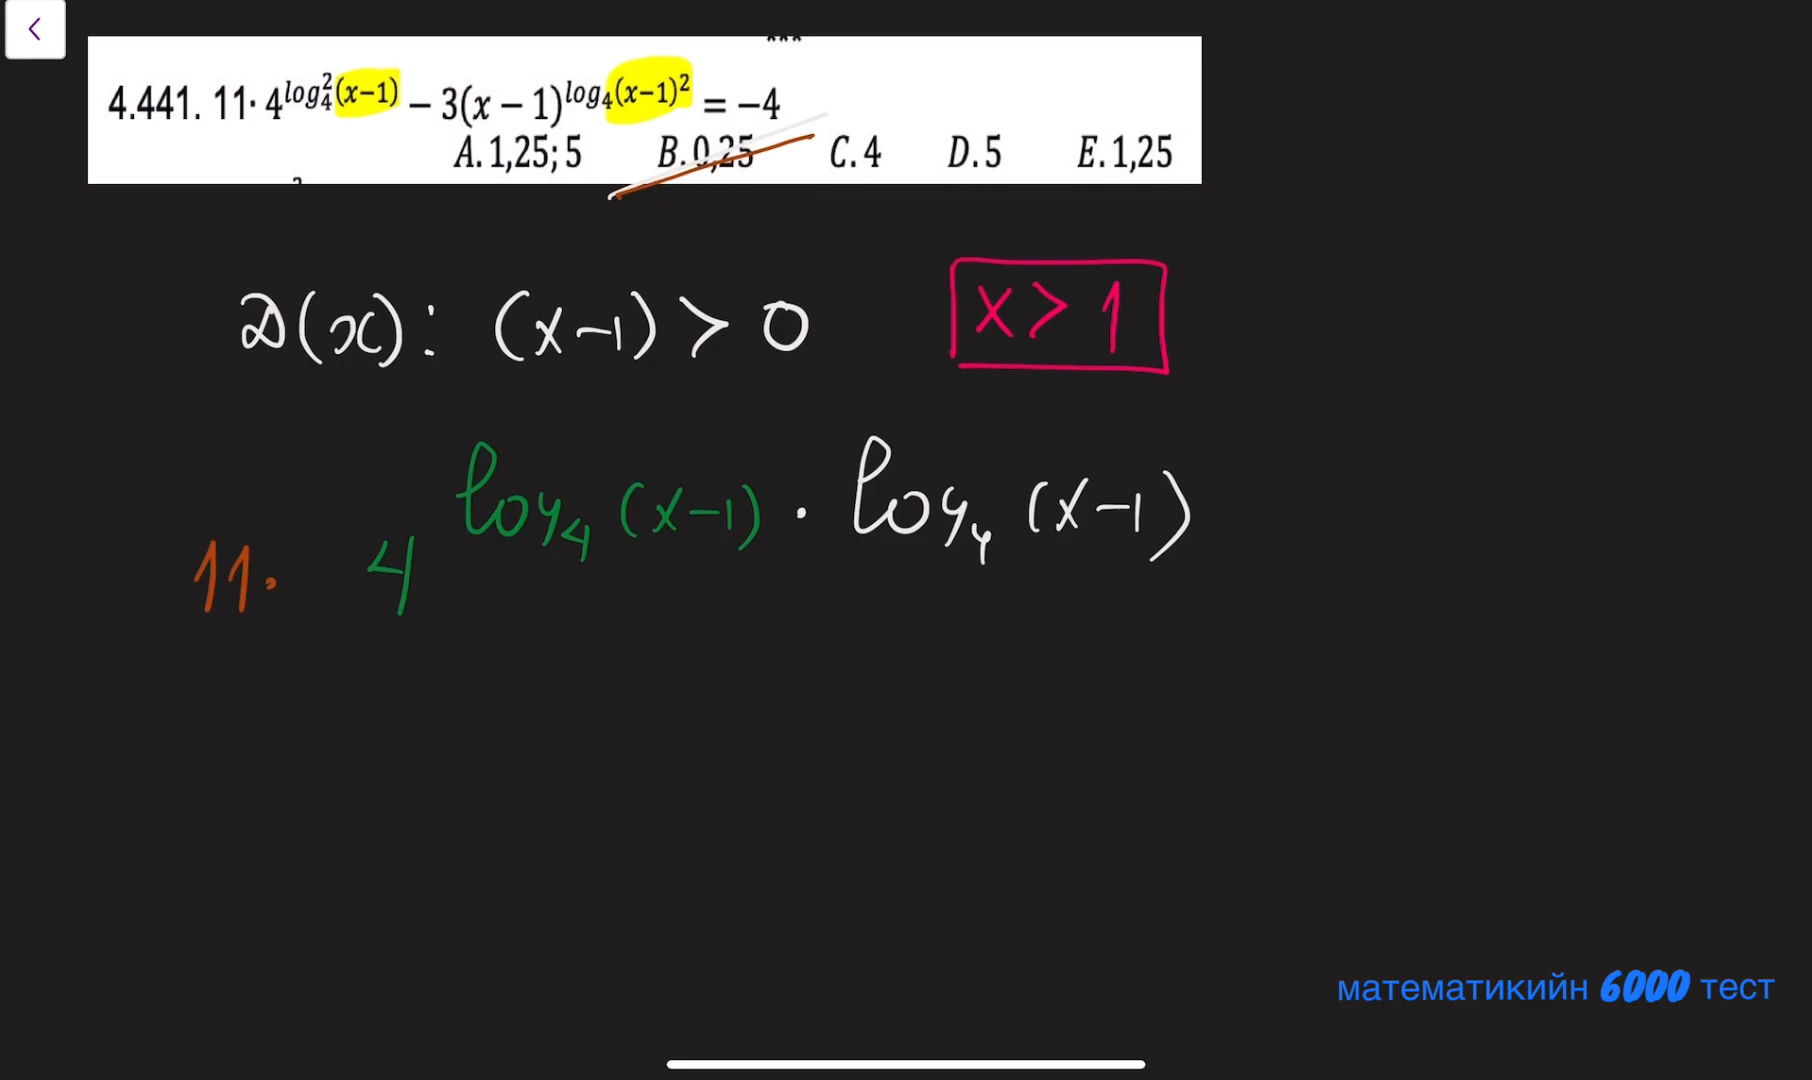 4.441. 11· 4^{log_4^2(x−1)} − 3(x − 1)^{log_4(x−1)^2} = −4
A. 1,25; 5 B. 0,25 C. 4 D. 5 E. 1,25
D(x): (x−1) > 0 x > 1
11· 4^{log_4 (x−1) · log_4 (x−1)}
математикийн 6000 тест